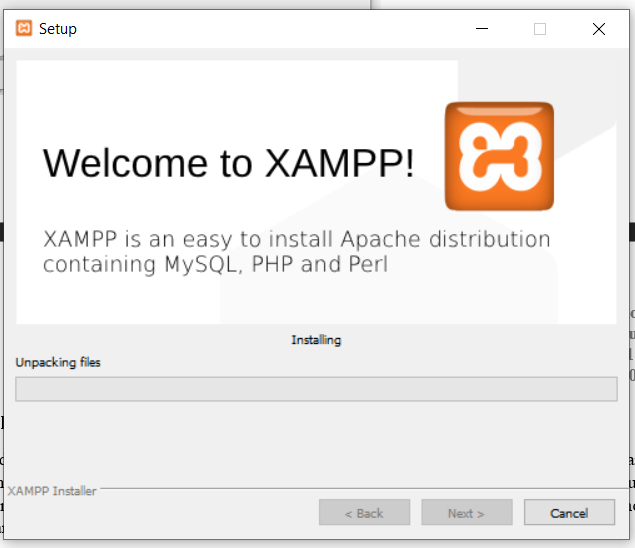 Setup
Welcome to XAMPP!
XAMPP is an easy to install Apache distribution
containing MySQL, PHP and Perl
Installing
Unpacking files
XAMPP Installer
< Back
Next >
Cancel